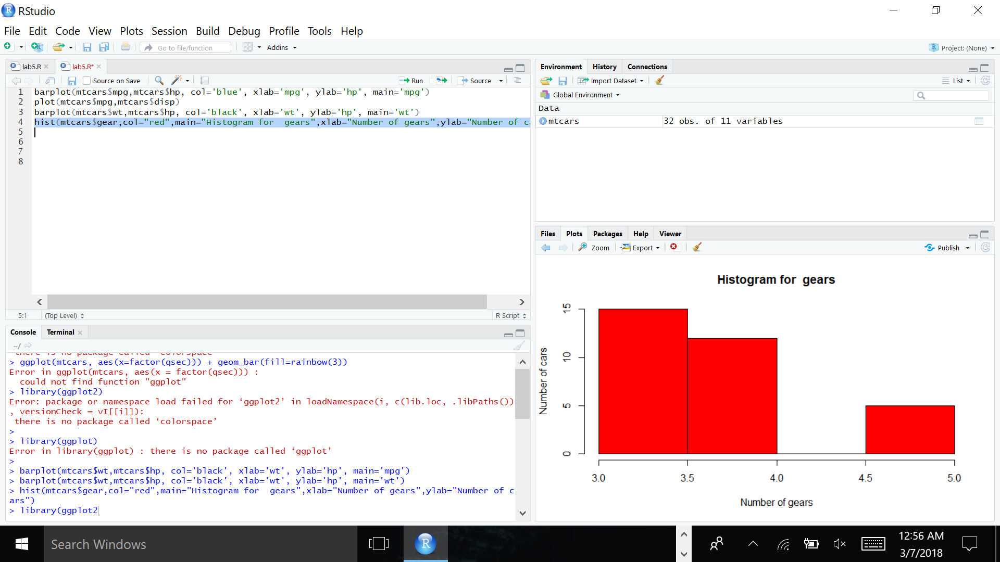 RStudio
File Edit Code View Plots Session Build Debug Profile Tools Help
Go to file/function Addins Project: (None)
lab5.R lab5.R*
Source on Save Run Source
1 barplot(mtcars$mpg,mtcars$hp, col='blue', xlab='mpg', ylab='hp', main='mpg')
2 plot(mtcars$mpg,mtcars$disp)
3 barplot(mtcars$wt,mtcars$hp, col='black', xlab='wt', ylab='hp', main='wt')
4 hist(mtcars$gear,col="red",main="Histogram for  gears",xlab="Number of gears",ylab="Number of c
5
6
7
8
5:1 (Top Level) R Script
Console Terminal
~/
there is no package called 'colorspace'
> ggplot(mtcars, aes(x=factor(qsec))) + geom_bar(fill=rainbow(3))
Error in ggplot(mtcars, aes(x = factor(qsec))) :
could not find function "ggplot"
> library(ggplot2)
Error: package or namespace load failed for ‘ggplot2’ in loadNamespace(i, c(lib.loc, .libPaths())
, versionCheck = vI[[i]]):
there is no package called ‘colorspace’
>
> library(ggplot)
Error in library(ggplot) : there is no package called ‘ggplot’
>
> barplot(mtcars$wt,mtcars$hp, col='black', xlab='wt', ylab='hp', main='mpg')
> barplot(mtcars$wt,mtcars$hp, col='black', xlab='wt', ylab='hp', main='wt')
> hist(mtcars$gear,col="red",main="Histogram for  gears",xlab="Number of gears",ylab="Number of c
ars")
> library(ggplot2
Environment History Connections
Import Dataset List
Global Environment
Data
mtcars 32 obs. of 11 variables
Files Plots Packages Help Viewer
Zoom Export Publish
Histogram for  gears
Number of cars
15
10
5
0
3.0 3.5 4.0 4.5 5.0
Number of gears
Search Windows
12:56 AM
3/7/2018